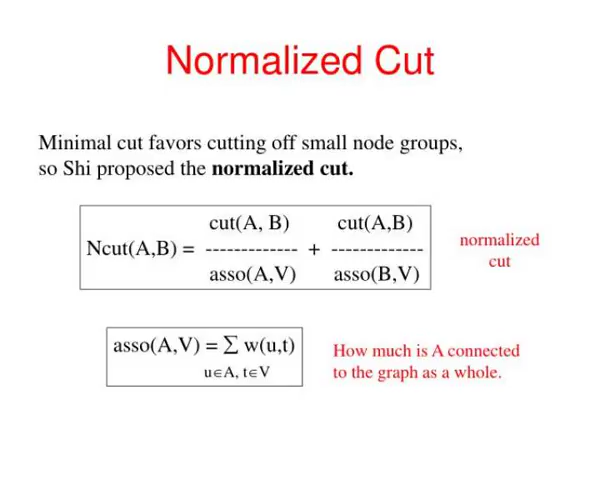 Normalized Cut
Minimal cut favors cutting off small node groups,
so Shi proposed the normalized cut.
cut(A, B) cut(A,B)
Ncut(A,B) = ------------- + -------------
asso(A,V) asso(B,V)
normalized
cut
asso(A,V) = ∑ w(u,t)
u∈A, t∈V
How much is A connected
to the graph as a whole.